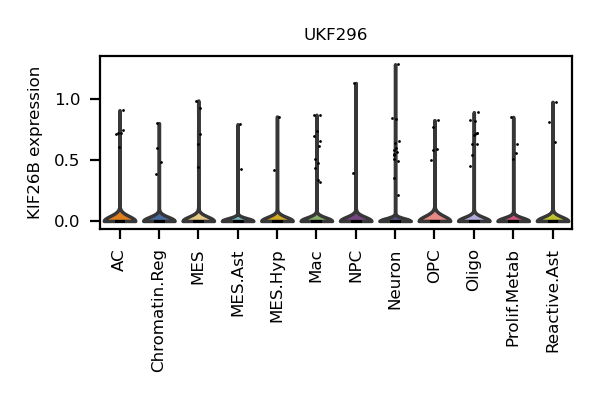 UKF296
KIF26B expression
1.0
0.5
0.0
AC
Chromatin.Reg
MES
MES.Ast
MES.Hyp
Mac
NPC
Neuron
OPC
Oligo
Prolif.Metab
Reactive.Ast